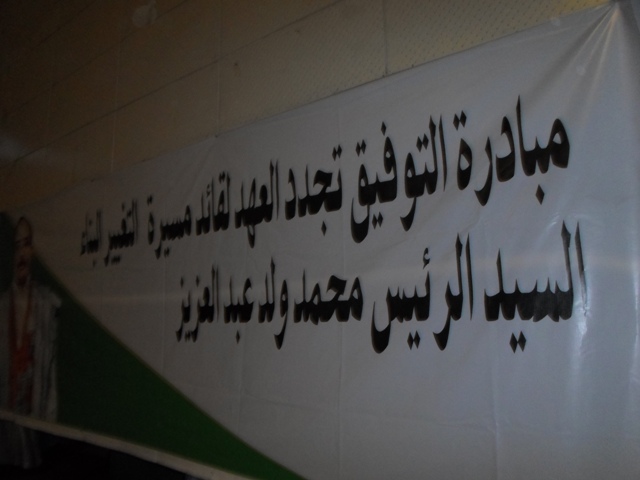 مبادرة التوفيق تجدد العهد لقائد مسيرة التغيير البناء
السيد الرئيس محمد ولد عبد العزيز